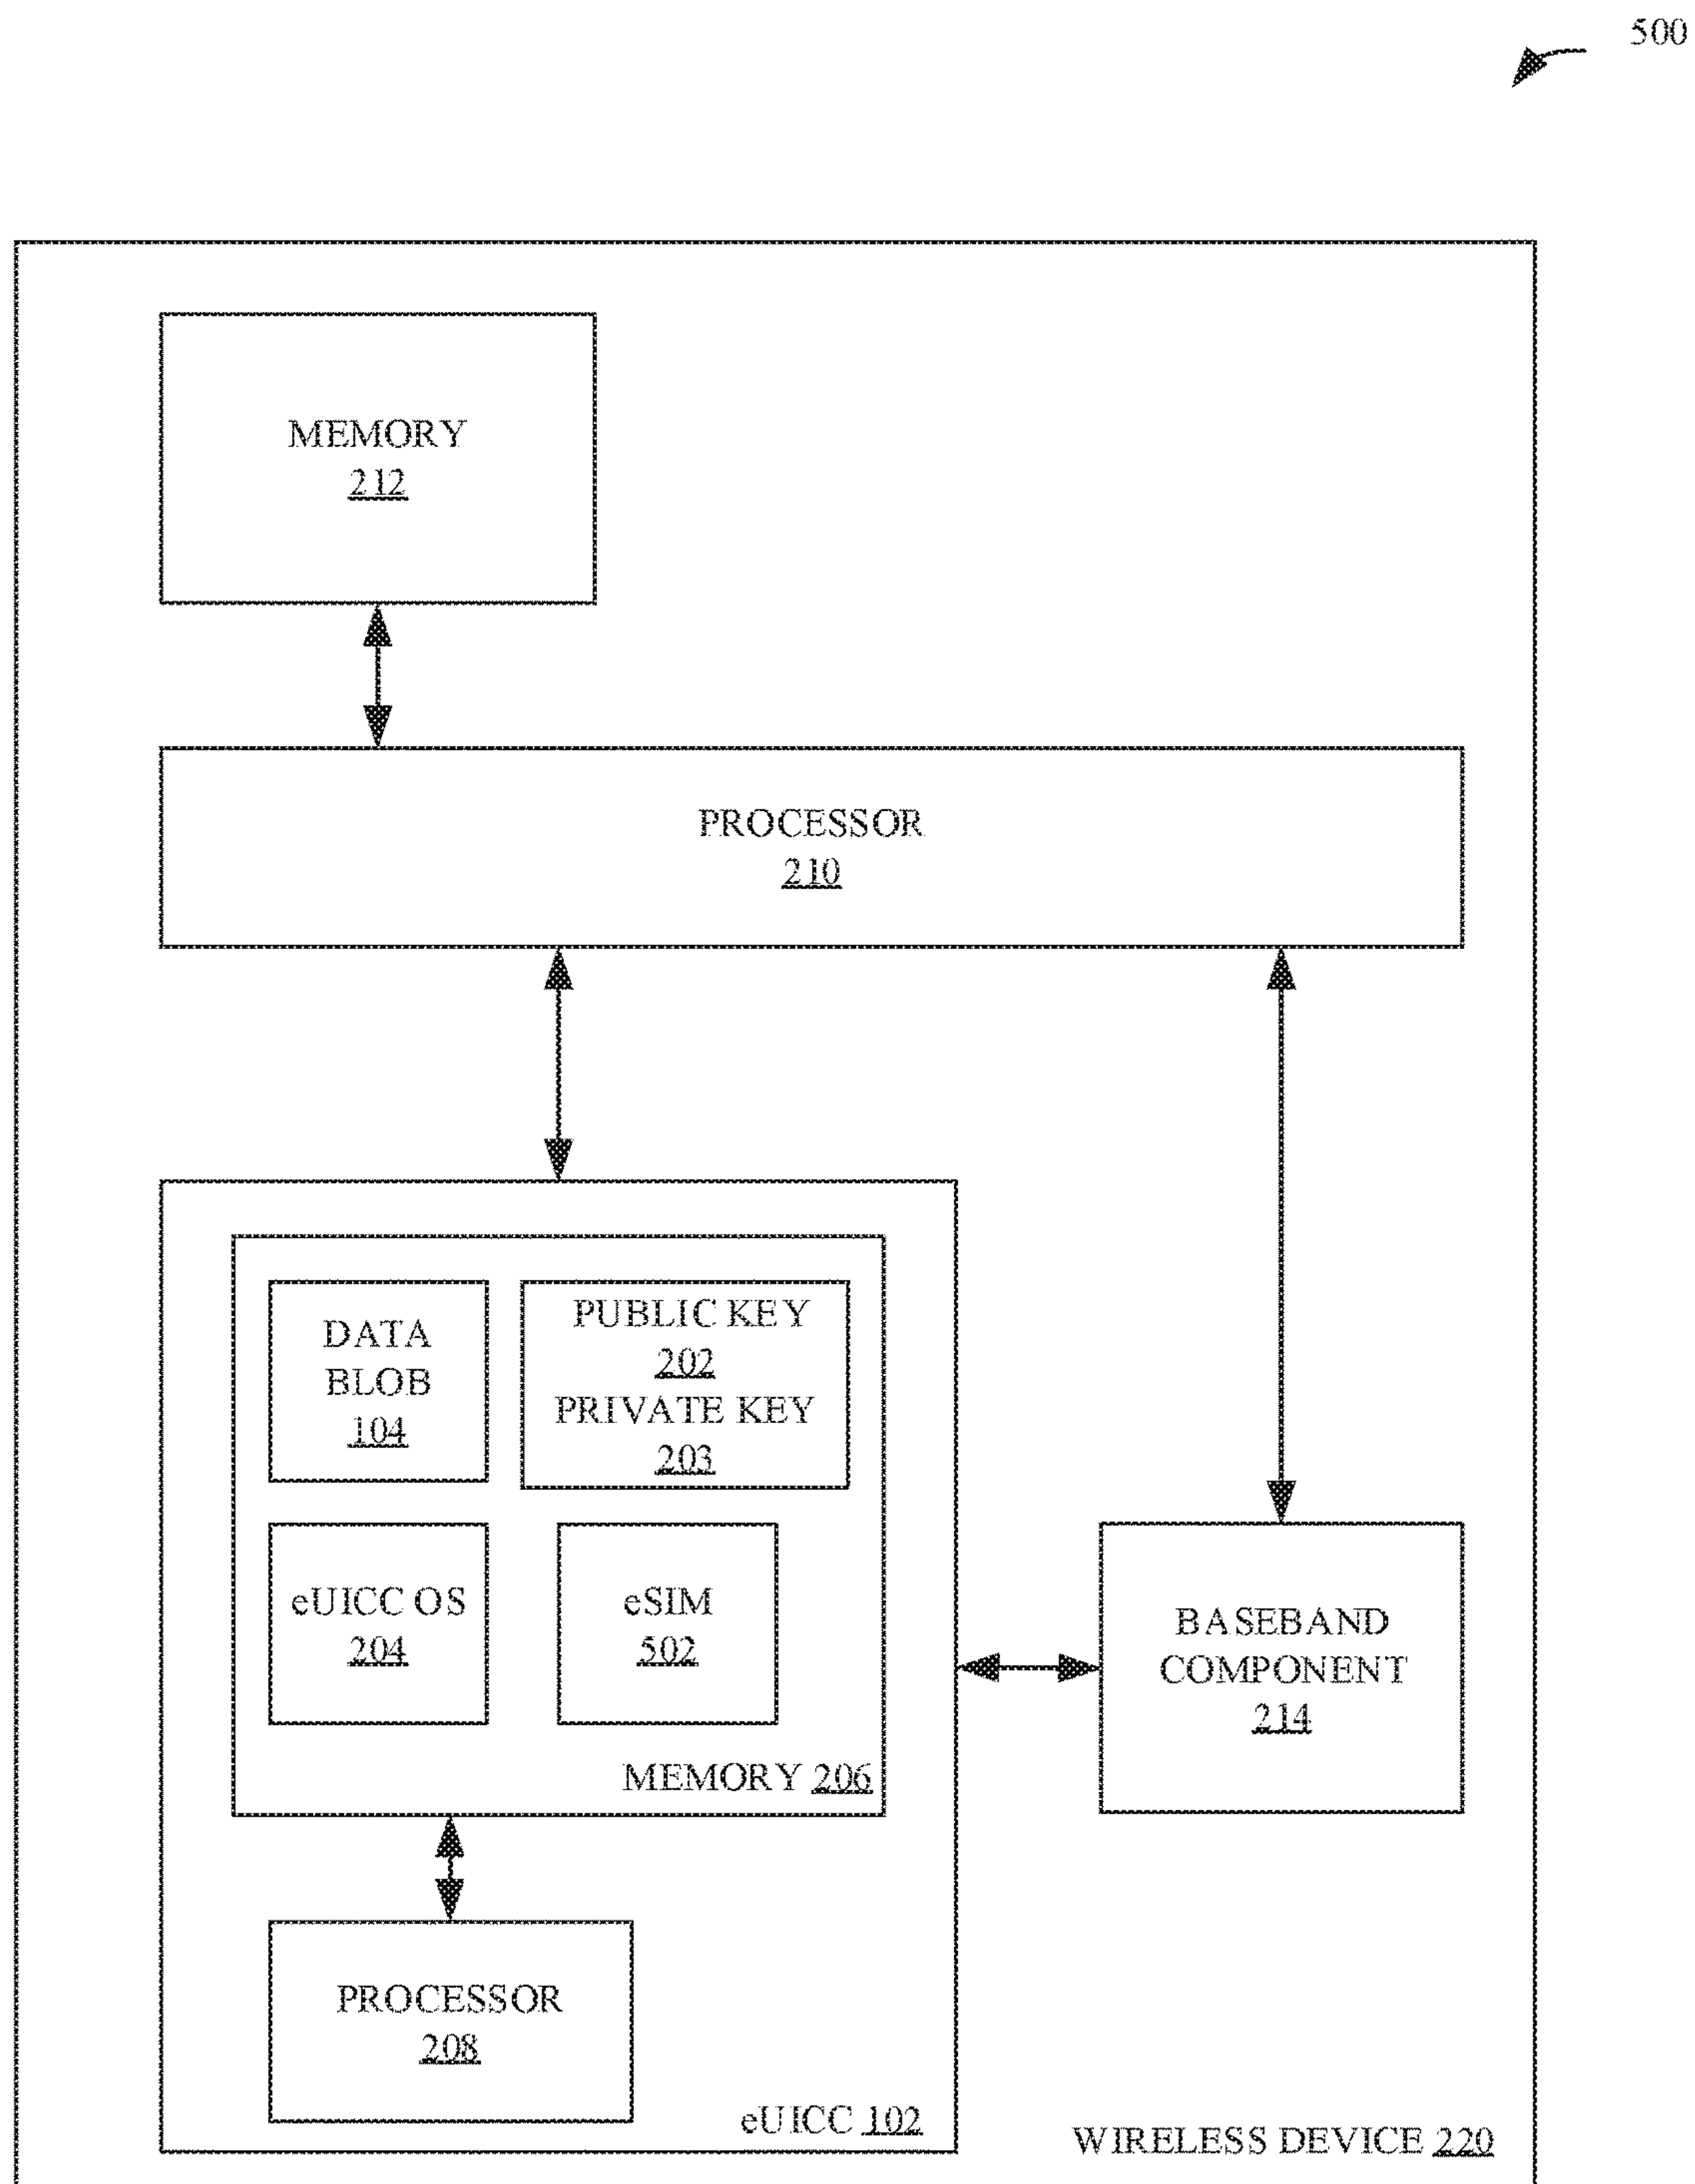 500
MEMORY
212
PROCESSOR
210
DATA
BLOB
104
PUBLIC KEY
202
PRIVATE KEY
203
eUICC OS
204
eSIM
502
MEMORY 206
BASEBAND
COMPONENT
214
PROCESSOR
208
eUICC 102
WIRELESS DEVICE 220